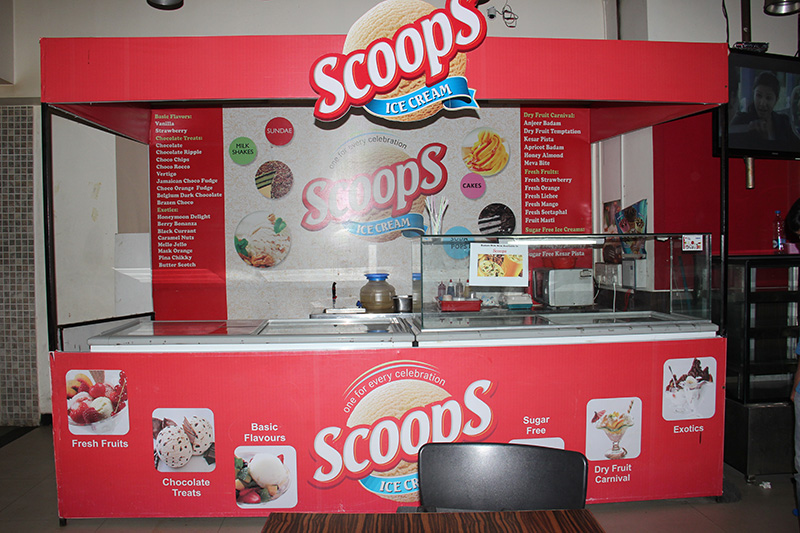 Scoops
ICE CREAM
Basic Flavors:
Vanilla
Strawberry
Chocolate Treats:
Chocolate
Chocolate Ripple
Choco Chips
Choco Rocco
Vertigo
Jamaican Choco Fudge
Choco Orange Fudge
Belgium Dark Chocolate
Brazen Choco
Exotics:
Honeymoon Delight
Berry Bonanza
Black Currant
Caramel Nuts
Mello Jello
Mask Orange
Pina Chikky
Butter Scotch
MILK
SHAKES
SUNDAE
one for every celebration
Scoops
ICE CREAM
CAKES
Dry Fruit Carnival:
Anjeer Badam
Dry Fruit Temptation
Kesar Pista
Apricot Badam
Honey Almond
Meva Bite
Fresh Fruits:
Fresh Strawberry
Fresh Orange
Fresh Lichee
Fresh Mango
Fresh Seetaphal
Fruit Masti
Sugar Free Ice Creams:
Sugar Free Kesar Pista
Fresh Fruits
Chocolate
Treats
Basic
Flavours
one for every celebration
Scoops
ICE CREAM
Sugar
Free
Dry Fruit
Carnival
Exotics